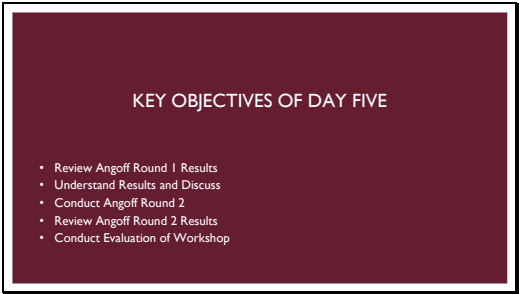 KEY OBJECTIVES OF DAY FIVE
• Review Angoff Round 1 Results
• Understand Results and Discuss
• Conduct Angoff Round 2
• Review Angoff Round 2 Results
• Conduct Evaluation of Workshop